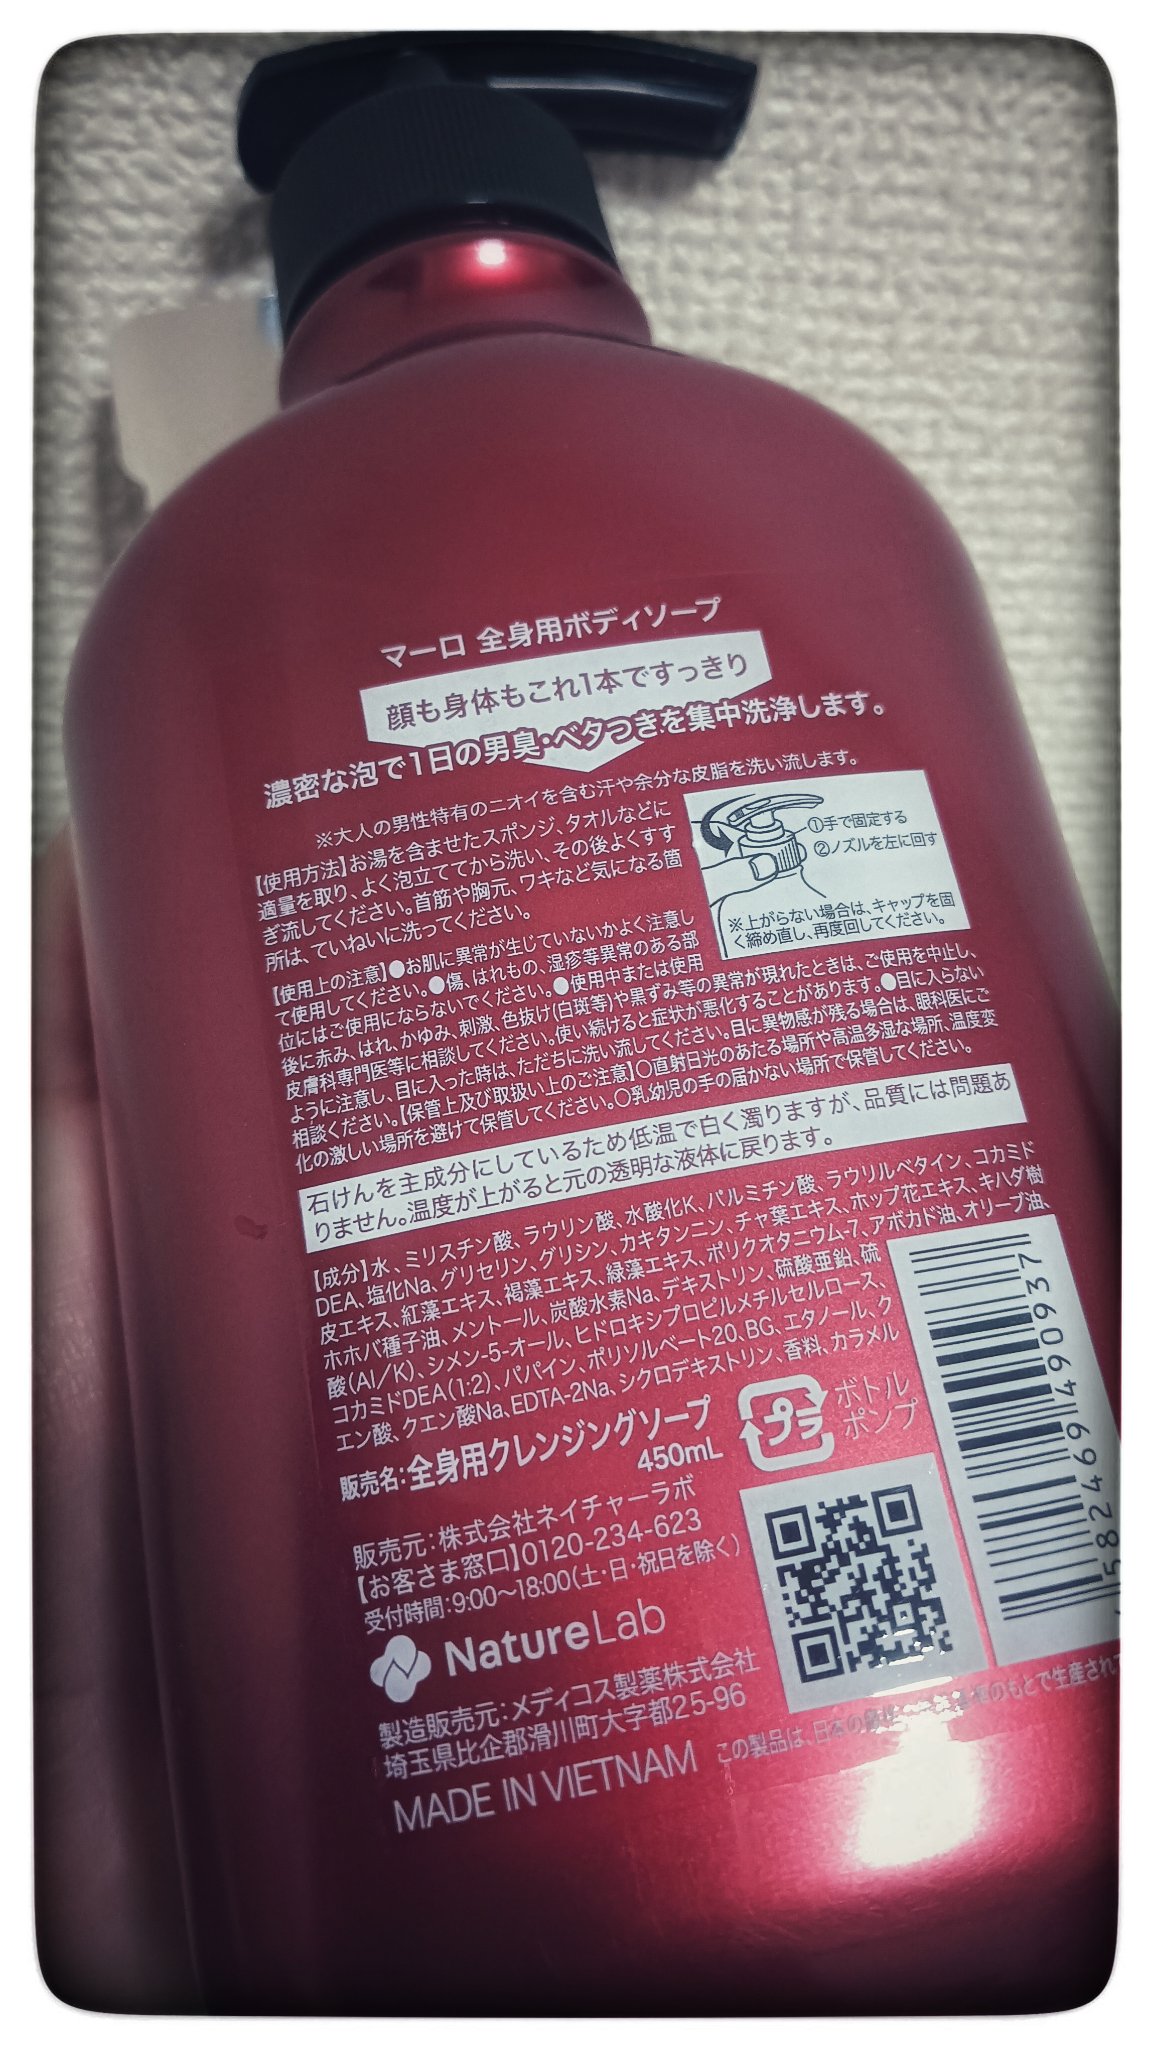 マーロ 全身用ボディソープ
顔も身体もこれ1本ですっきり
濃密な泡で1日の男臭・ベタつきを集中洗浄します。
※大人の男性特有のニオイを含む汗や余分な皮脂を洗い流します。
【使用方法】お湯を含ませたスポンジ、タオルなどに
適量を取り、よく泡立ててから洗い、その後よくすす
ぎ流してください。首筋や胸元、ワキなど気になる箇
所は、ていねいに洗ってください。
①手で固定する
②ノズルを左に回す
※上がらない場合は、キャップを固
く締め直し、再度回してください。
【使用上の注意】●お肌に異常が生じていないかよく注意し
て使用してください。●傷、はれもの、湿疹等異常のある部
位にはご使用にならないでください。●使用中または使用
後に赤み、はれ、かゆみ、刺激、色抜け(白斑等)や黒ずみ等の異常が現れたときは、ご使用を中止し、
皮膚科専門医等に相談してください。使い続けると症状が悪化することがあります。●目に入らない
ように注意し、目に入った時は、ただちに洗い流してください。目に異物感が残る場合は、眼科医にご
相談ください。【保管上及び取扱い上のご注意】○直射日光のあたる場所や高温多湿な場所、温度変
化の激しい場所を避けて保管してください。○乳幼児の手の届かない場所で保管してください。
石けんを主成分にしているため低温で白く濁りますが、品質には問題あ
りません。温度が上がると元の透明な液体に戻ります。
【成分】水、ミリスチン酸、ラウリン酸、水酸化K、パルミチン酸、ラウリルベタイン、コカミド
DEA、塩化Na、グリセリン、グリシン、カキタンニン、チャ葉エキス、ホップ花エキス、キハダ樹
皮エキス、紅藻エキス、褐藻エキス、緑藻エキス、ポリクオタニウム-7、アボカド油、オリーブ油、
ホホバ種子油、メントール、炭酸水素Na、デキストリン、硫酸亜鉛、硫
酸(Al/K)、シメン-5-オール、ヒドロキシプロピルメチルセルロース、
コカミドDEA(1:2)、パパイン、ポリソルベート20、BG、エタノール、ク
エン酸、クエン酸Na、EDTA-2Na、シクロデキストリン、香料、カラメル
販売名:全身用クレンジングソープ
450mL
プラ
ボトル
ポンプ
販売元:株式会社ネイチャーラボ
【お客さま窓口】0120-234-623
受付時間:9:00〜18:00(土・日・祝日を除く)
NatureLab
製造販売元:メディコス製薬株式会社
埼玉県比企郡滑川町大字都25-96
MADE IN VIETNAM
この製品は、日本の のもとで生産されて
582469 460937